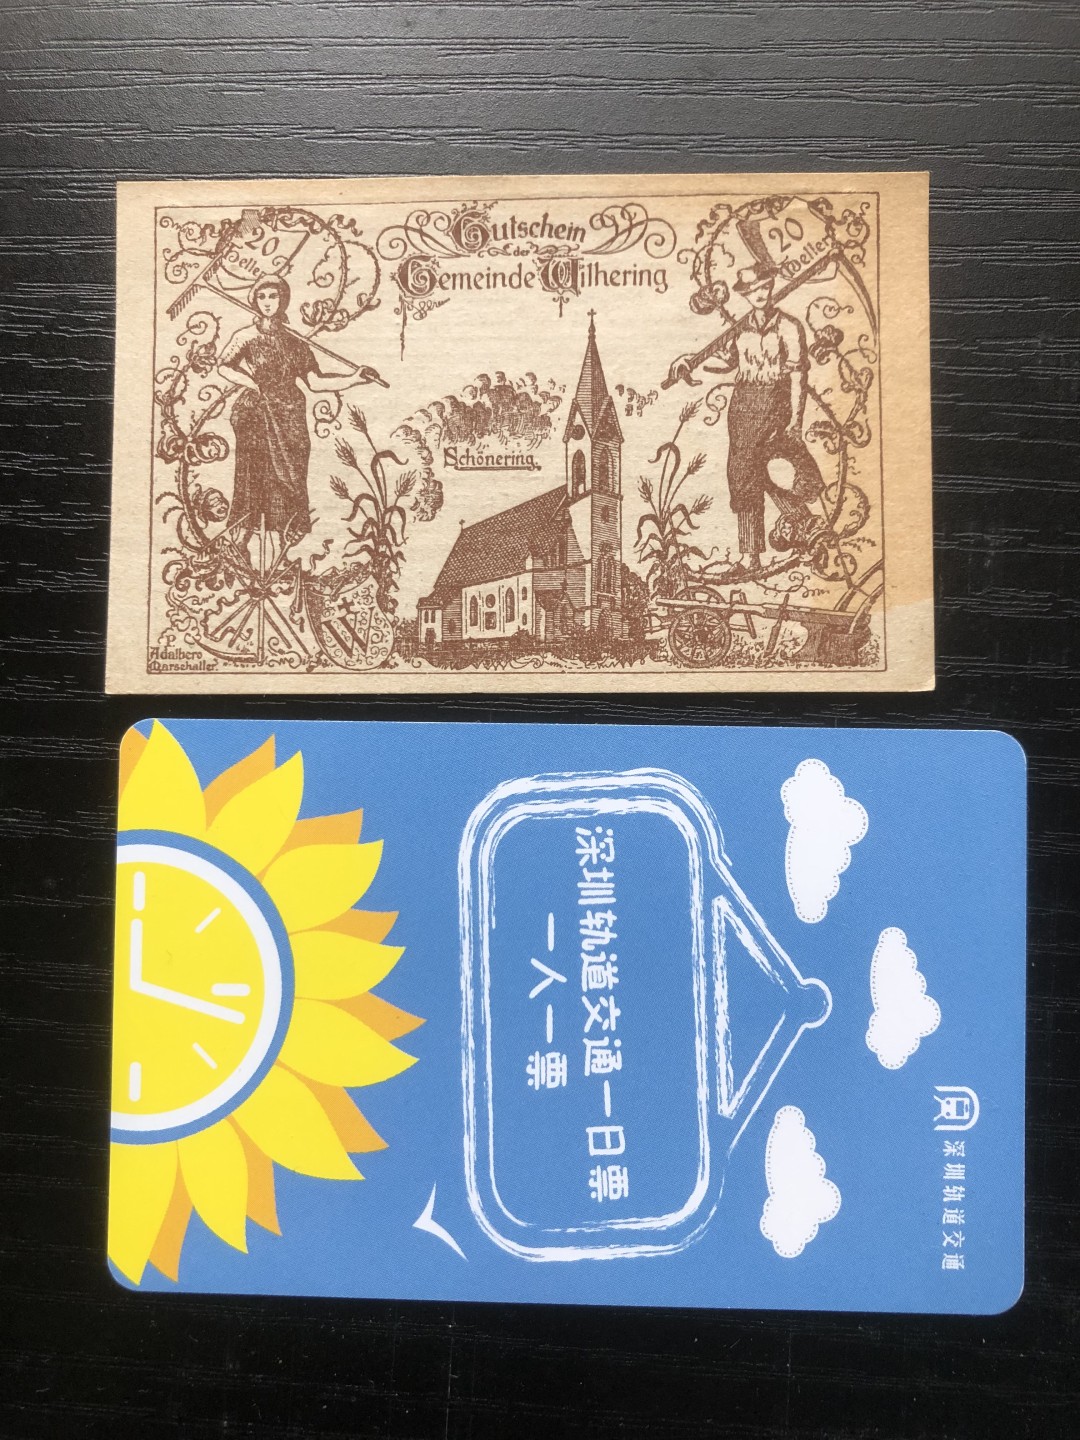 20
Heller
Gutschein
der
Gemeinde Wilhering
20
Heller
Schönering.
P.
Adalbero
W
深圳轨道交通一日票
一人一票
深圳轨道交通